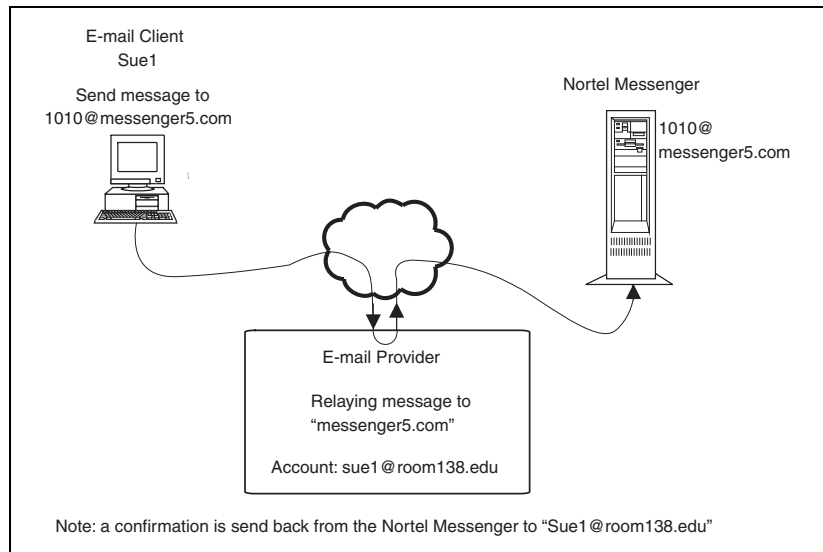 E-mail Client
Sue1
Send message to
1010@messenger5.com
Nortel Messenger
1010@
messenger5.com
E-mail Provider
Relaying message to
“messenger5.com”
Account: sue1@room138.edu
Note: a confirmation is send back from the Nortel Messenger to “Sue1@room138.edu”